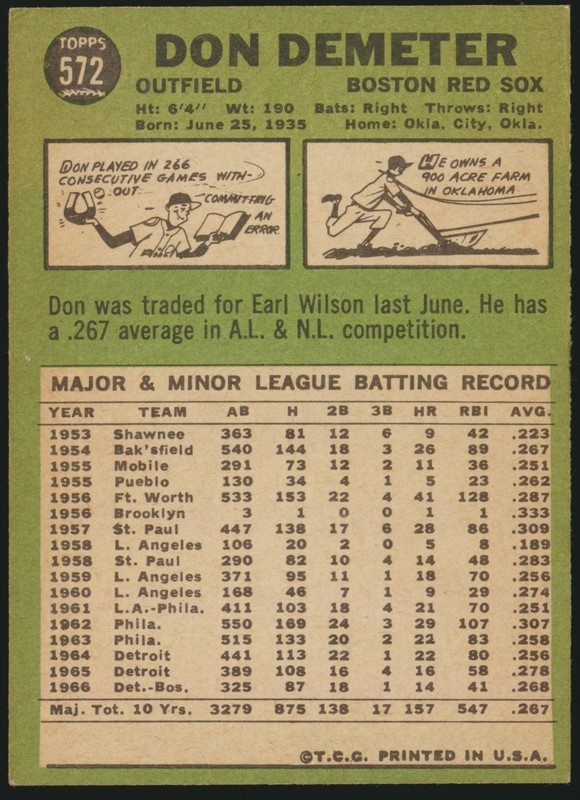 TOPPS
572
DON DEMETER
OUTFIELD BOSTON RED SOX
Ht: 6'4" Wt: 190 Bats: Right Throws: Right
Born: June 25, 1935 Home: Okla. City, Okla.
DON PLAYED IN 266
CONSECUTIVE GAMES WITH-
OUT COMMITTING
AN
ERROR
HE OWNS A
900 ACRE FARM
IN OKLAHOMA
Don was traded for Earl Wilson last June. He has
a .267 average in A.L. & N.L. competition.
MAJOR & MINOR LEAGUE BATTING RECORD
YEAR TEAM AB H 2B 3B HR RBI AVG.
1953 Shawnee 363 81 12 6 9 42 .223
1954 Bak'sfield 540 144 18 3 26 89 .267
1955 Mobile 291 73 12 2 11 36 .251
1955 Pueblo 130 34 4 1 5 23 .262
1956 Ft. Worth 533 153 22 4 41 128 .287
1956 Brooklyn 3 1 0 0 1 1 .333
1957 St. Paul 447 138 17 6 28 86 .309
1958 L. Angeles 106 20 2 0 5 8 .189
1958 St. Paul 290 82 10 4 14 48 .283
1959 L. Angeles 371 95 11 1 18 70 .256
1960 L. Angeles 168 46 7 1 9 29 .274
1961 L.A.-Phila. 411 103 18 4 21 70 .251
1962 Phila. 550 169 24 3 29 107 .307
1963 Phila. 515 133 20 2 22 83 .258
1964 Detroit 441 113 22 1 22 80 .256
1965 Detroit 389 108 16 4 16 58 .278
1966 Det.-Bos. 325 87 18 1 14 41 .268
Maj. Tot. 10 Yrs. 3279 875 138 17 157 547 .267
©T.C.G. PRINTED IN U.S.A.